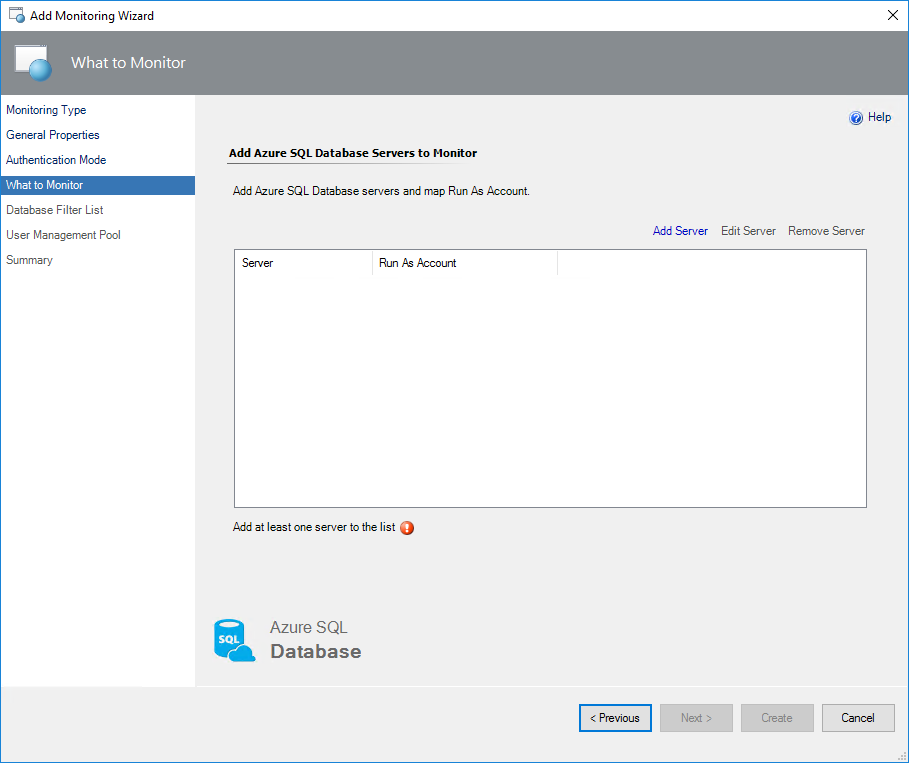 Add Monitoring Wizard
What to Monitor
Monitoring Type
General Properties
Authentication Mode
What to Monitor
Database Filter List
User Management Pool
Summary
Help
Add Azure SQL Database Servers to Monitor
Add Azure SQL Database servers and map Run As Account.
Add Server Edit Server Remove Server
Server Run As Account
Add at least one server to the list
SQL
Azure SQL
Database
< Previous Next > Create Cancel